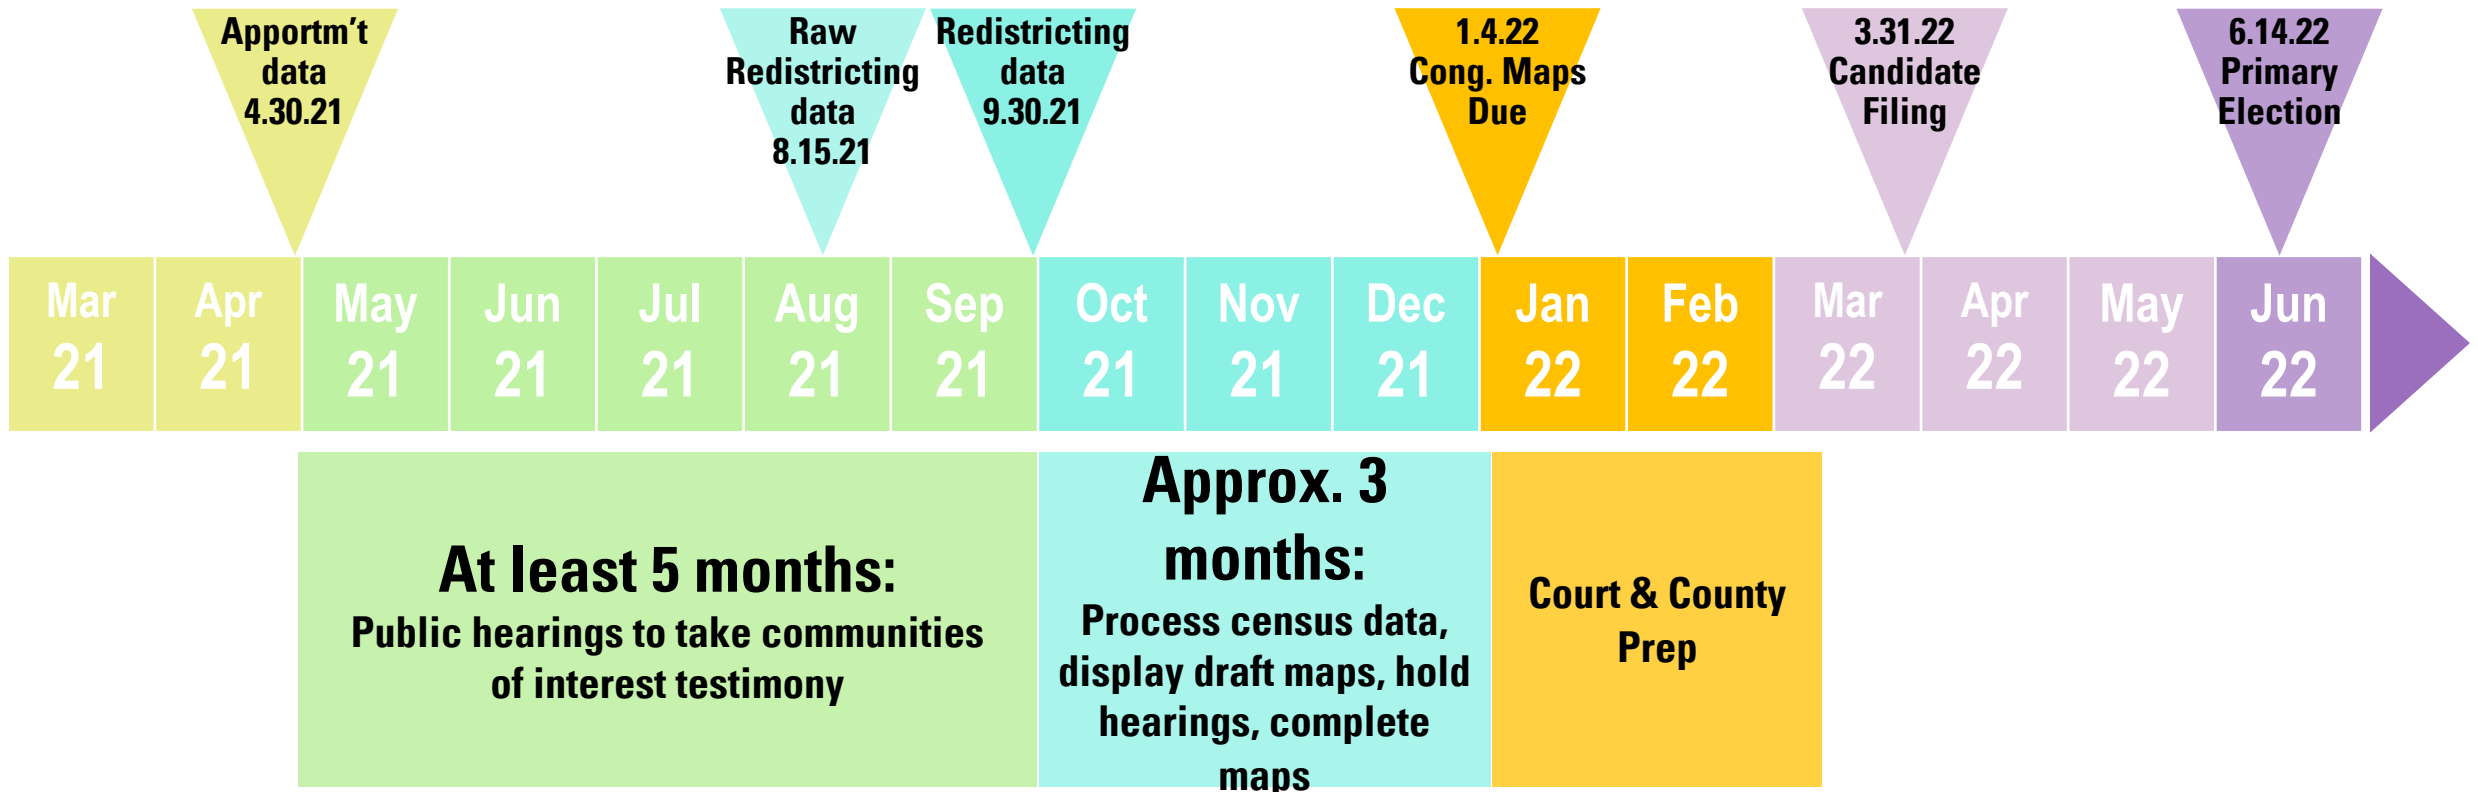 Apportm't
data
4.30.21
Raw
Redistricting
data
8.15.21
Redistricting
data
9.30.21
1.4.22
Cong. Maps
Due
3.31.22
Candidate
Filing
6.14.22
Primary
Election
Mar
21
Apr
21
May
21
Jun
21
Jul
21
Aug
21
Sep
21
Oct
21
Nov
21
Dec
21
Jan
22
Feb
22
Mar
22
Apr
22
May
22
Jun
22
At least 5 months:
Public hearings to take communities
of interest testimony
Approx. 3
months:
Process census data,
display draft maps, hold
hearings, complete
maps
Court & County
Prep